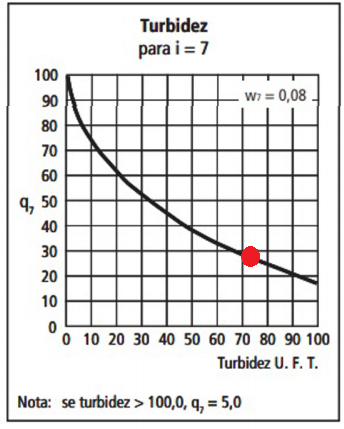 Turbidez
para i = 7
w₇ = 0,08
100
90
80
70
60
50
40
30
20
10
0
q₇
0 10 20 30 40 50 60 70 80 90 100
Turbidez U. F. T.
Nota: se turbidez > 100,0, q₇ = 5,0